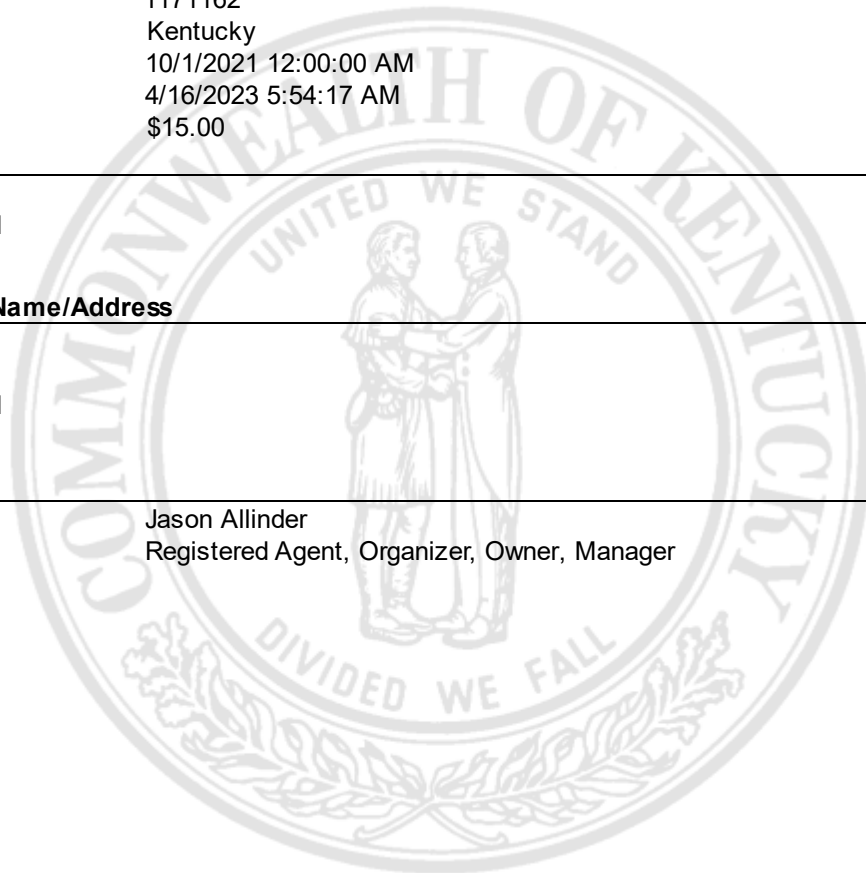 1171162
Kentucky
10/1/2021 12:00:00 AM
4/16/2023 5:54:17 AM
$15.00
Name/Address
Jason Allinder
Registered Agent, Organizer, Owner, Manager
COMMONWEALTH OF KENTUCKY
UNITED WE STAND
DIVIDED WE FALL